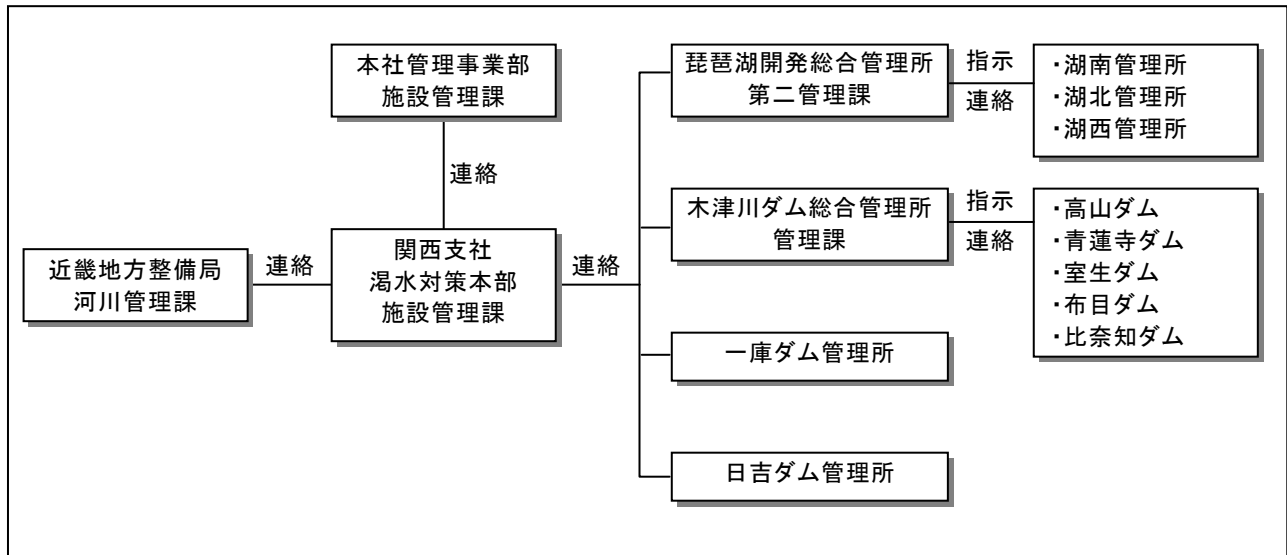 本社管理事業部
施設管理課
連絡
近畿地方整備局
河川管理課
連絡
関西支社
渇水対策本部
施設管理課
連絡
琵琶湖開発総合管理所
第二管理課
指示
連絡
・湖南管理所
・湖北管理所
・湖西管理所
木津川ダム総合管理所
管理課
指示
連絡
・高山ダム
・青蓮寺ダム
・室生ダム
・布目ダム
・比奈知ダム
一庫ダム管理所
日吉ダム管理所